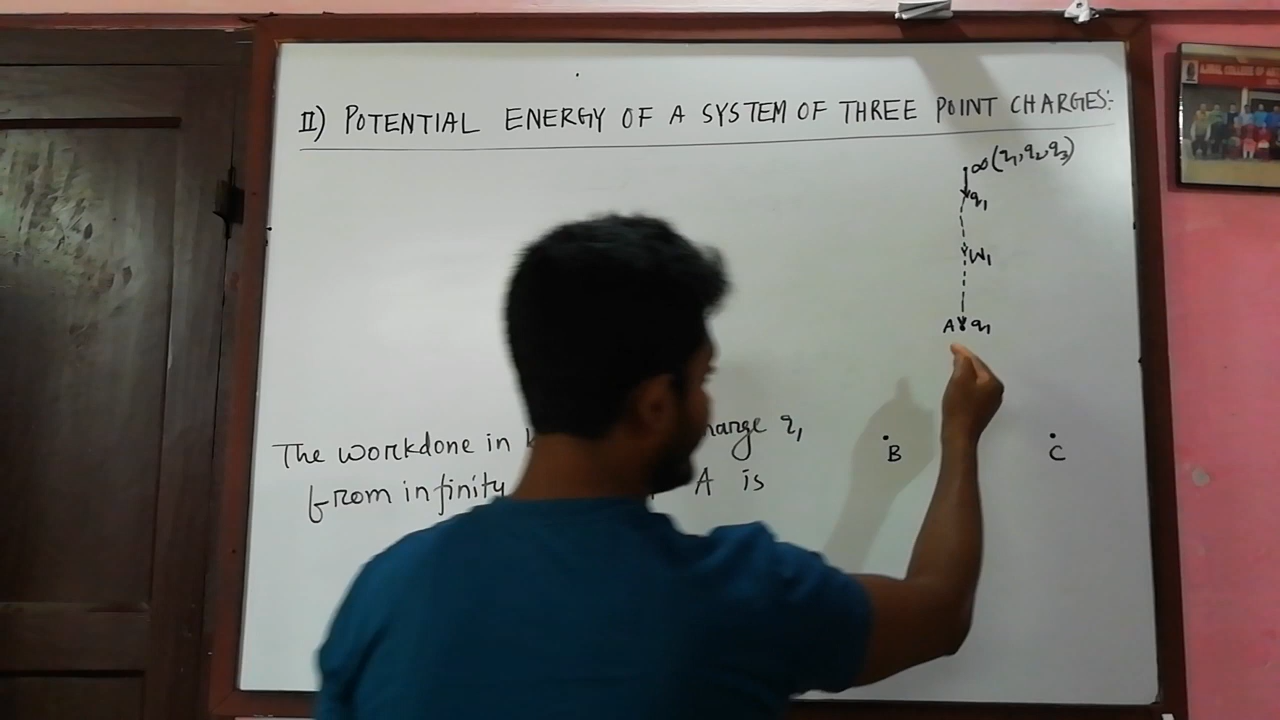 II) POTENTIAL ENERGY OF A SYSTEM OF THREE POINT CHARGES:-
∞(q1, q2, q3)
q1
W1
A q1
The workdone in q1
from infinity A is
B
C